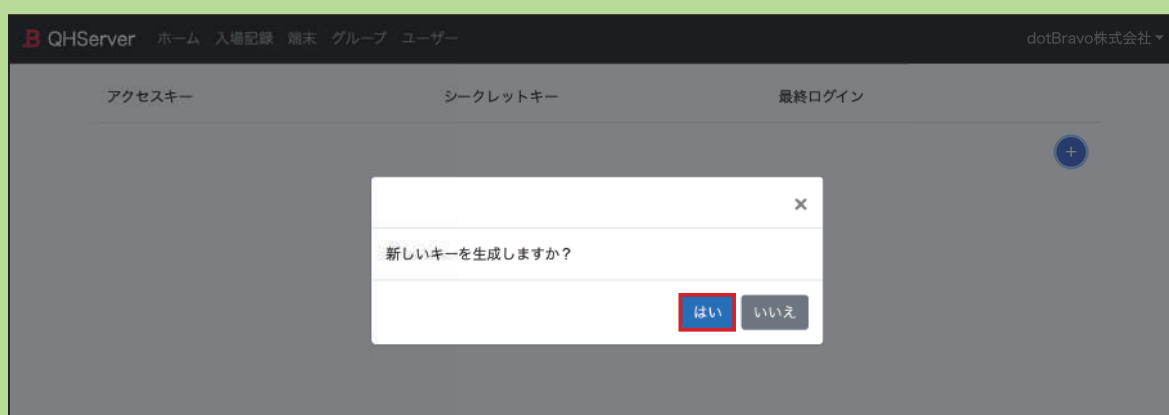 B QHServer ホーム 入場記録 端末 グループ ユーザー dotBravo株式会社
アクセスキー シークレットキー 最終ログイン
+
×
新しいキーを生成しますか？
はい いいえ